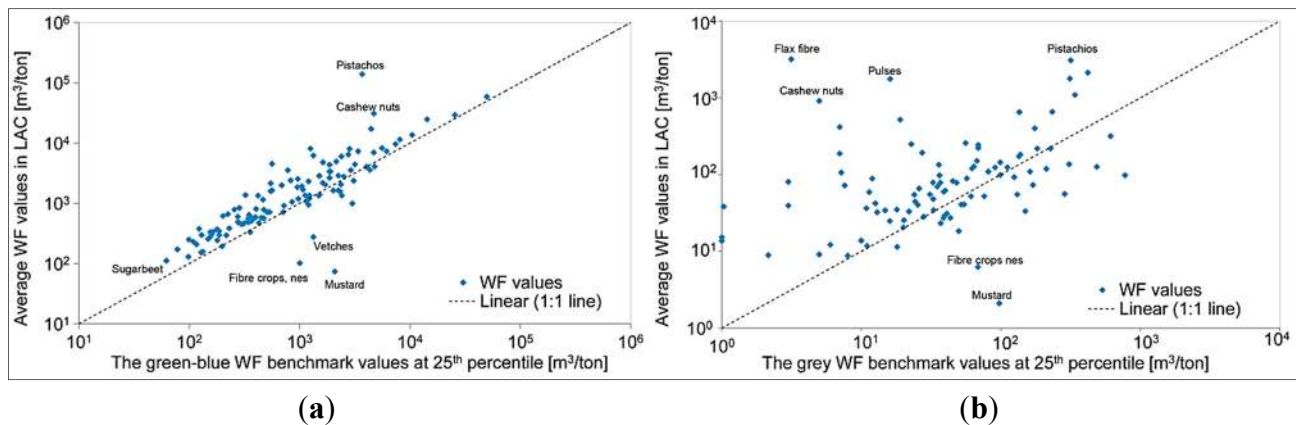 Average WF values in LAC [m³/ton]
10⁶
10⁵
10⁴
10³
10²
10¹
Pistachos
Cashew nuts
Vetches
Sugarbeet
Fibre crops, nes
Mustard
WF values
Linear (1:1 line)
10¹ 10² 10³ 10⁴ 10⁵ 10⁶
The green-blue WF benchmark values at 25ᵗʰ percentile [m³/ton]
(a)
Average WF values in LAC [m³/ton]
10⁴
10³
10²
10¹
10⁰
Flax fibre
Pistachios
Pulses
Cashew nuts
Fibre crops nes
Mustard
WF values
Linear (1:1 line)
10⁰ 10¹ 10² 10³ 10⁴
The grey WF benchmark values at 25ᵗʰ percentile [m³/ton]
(b)